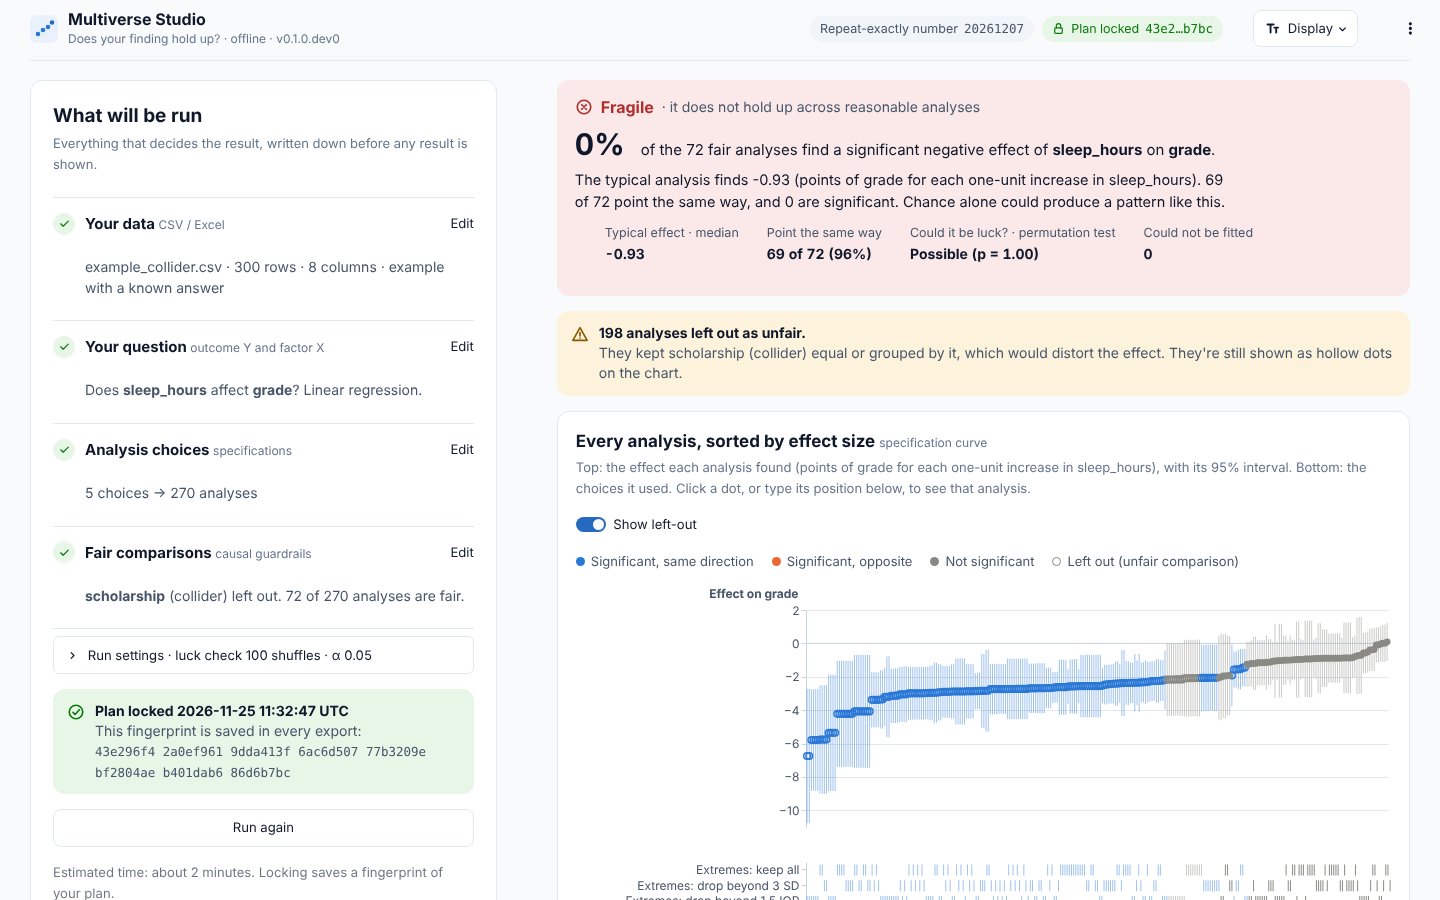 Multiverse Studio
Does your finding hold up? · offline · v0.1.0.dev0
Repeat-exactly number 20261207
Plan locked 43e2…b7bc
Display
What will be run
Everything that decides the result, written down before any result is
shown.
Your data CSV / Excel
Edit
example_collider.csv · 300 rows · 8 columns · example
with a known answer
Your question outcome Y and factor X
Edit
Does sleep_hours affect grade? Linear regression.
Analysis choices specifications
Edit
5 choices → 270 analyses
Fair comparisons causal guardrails
Edit
scholarship (collider) left out. 72 of 270 analyses are fair.
Run settings · luck check 100 shuffles · α 0.05
Plan locked 2026-11-25 11:32:47 UTC
This fingerprint is saved in every export:
43e296f4 2a0ef961 9dda413f 6ac6d507 77b3209e
bf2804ae b401dab6 86d6b7bc
Run again
Estimated time: about 2 minutes. Locking saves a fingerprint of
your plan.
Fragile · it does not hold up across reasonable analyses
0% of the 72 fair analyses find a significant negative effect of sleep_hours on grade.
The typical analysis finds -0.93 (points of grade for each one-unit increase in sleep_hours). 69
of 72 point the same way, and 0 are significant. Chance alone could produce a pattern like this.
Typical effect · median
-0.93
Point the same way
69 of 72 (96%)
Could it be luck? · permutation test
Possible (p = 1.00)
Could not be fitted
0
198 analyses left out as unfair.
They kept scholarship (collider) equal or grouped by it, which would distort the effect. They're still shown as hollow dots
on the chart.
Every analysis, sorted by effect size specification curve
Top: the effect each analysis found (points of grade for each one-unit increase in sleep_hours), with its 95% interval. Bottom: the
choices it used. Click a dot, or type its position below, to see that analysis.
Show left-out
Significant, same direction
Significant, opposite
Not significant
Left out (unfair comparison)
Effect on grade
2
0
−2
−4
−6
−8
−10
Extremes: keep all
Extremes: drop beyond 3 SD
Extremes: drop beyond 1.5 IQR